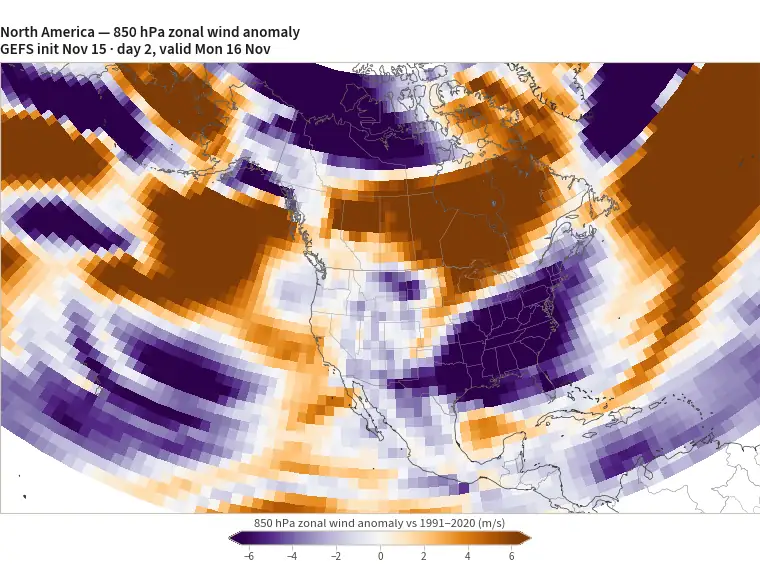 North America — 850 hPa zonal wind anomaly
GEFS init Nov 15 · day 2, valid Mon 16 Nov
850 hPa zonal wind anomaly vs 1991−2020 (m/s)
−6 −4 −2 0 2 4 6